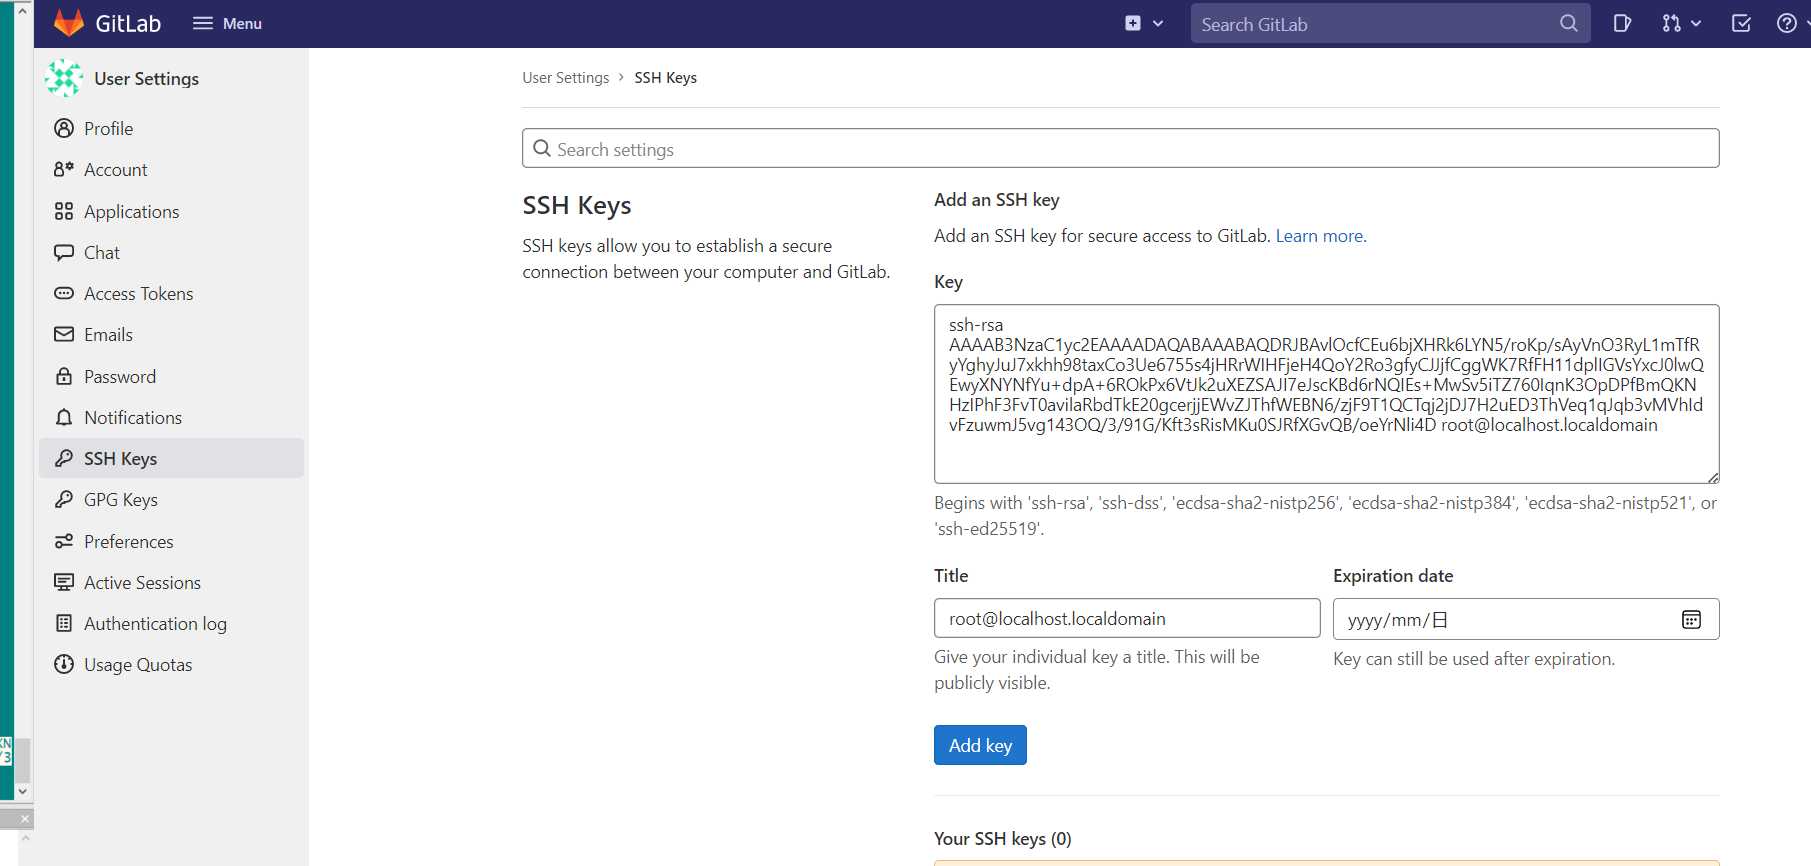 GitLab
Menu
Search GitLab
User Settings
Profile
Account
Applications
Chat
Access Tokens
Emails
Password
Notifications
SSH Keys
GPG Keys
Preferences
Active Sessions
Authentication log
Usage Quotas
KN
/3
User Settings > SSH Keys
Search settings
SSH Keys
SSH keys allow you to establish a secure
connection between your computer and GitLab.
Add an SSH key
Add an SSH key for secure access to GitLab. Learn more.
Key
ssh-rsa
AAAAB3NzaC1yc2EAAAADAQABAAABAQDRJBAvlOcfCEu6bjXHRk6LYN5/roKp/sAyVnO3RyL1mTfR
yYghyJuJ7xkhh98taxCo3Ue6755s4jHRrWIHFjeH4QoY2Ro3gfyCJJjfCggWK7RfFH11dplIGVsYxcJ0lwQ
EwyXNYNfYu+dpA+6ROkPx6VtJk2uXEZSAJI7eJscKBd6rNQIEs+MwSv5iTZ760IqnK3OpDPfBmQKN
HzlPhF3FvT0avilaRbdTkE20gcerjjEWvZJThfWEBN6/zjF9T1QCTqj2jDJ7H2uED3ThVeq1qJqb3vMVhId
vFzuwmJ5vg143OQ/3/91G/Kft3sRisMKu0SJRfXGvQB/oeYrNli4D root@localhost.localdomain
Begins with 'ssh-rsa', 'ssh-dss', 'ecdsa-sha2-nistp256', 'ecdsa-sha2-nistp384', 'ecdsa-sha2-nistp521', or
'ssh-ed25519'.
Title
Expiration date
root@localhost.localdomain
yyyy/mm/日
Give your individual key a title. This will be
publicly visible.
Key can still be used after expiration.
Add key
Your SSH keys (0)